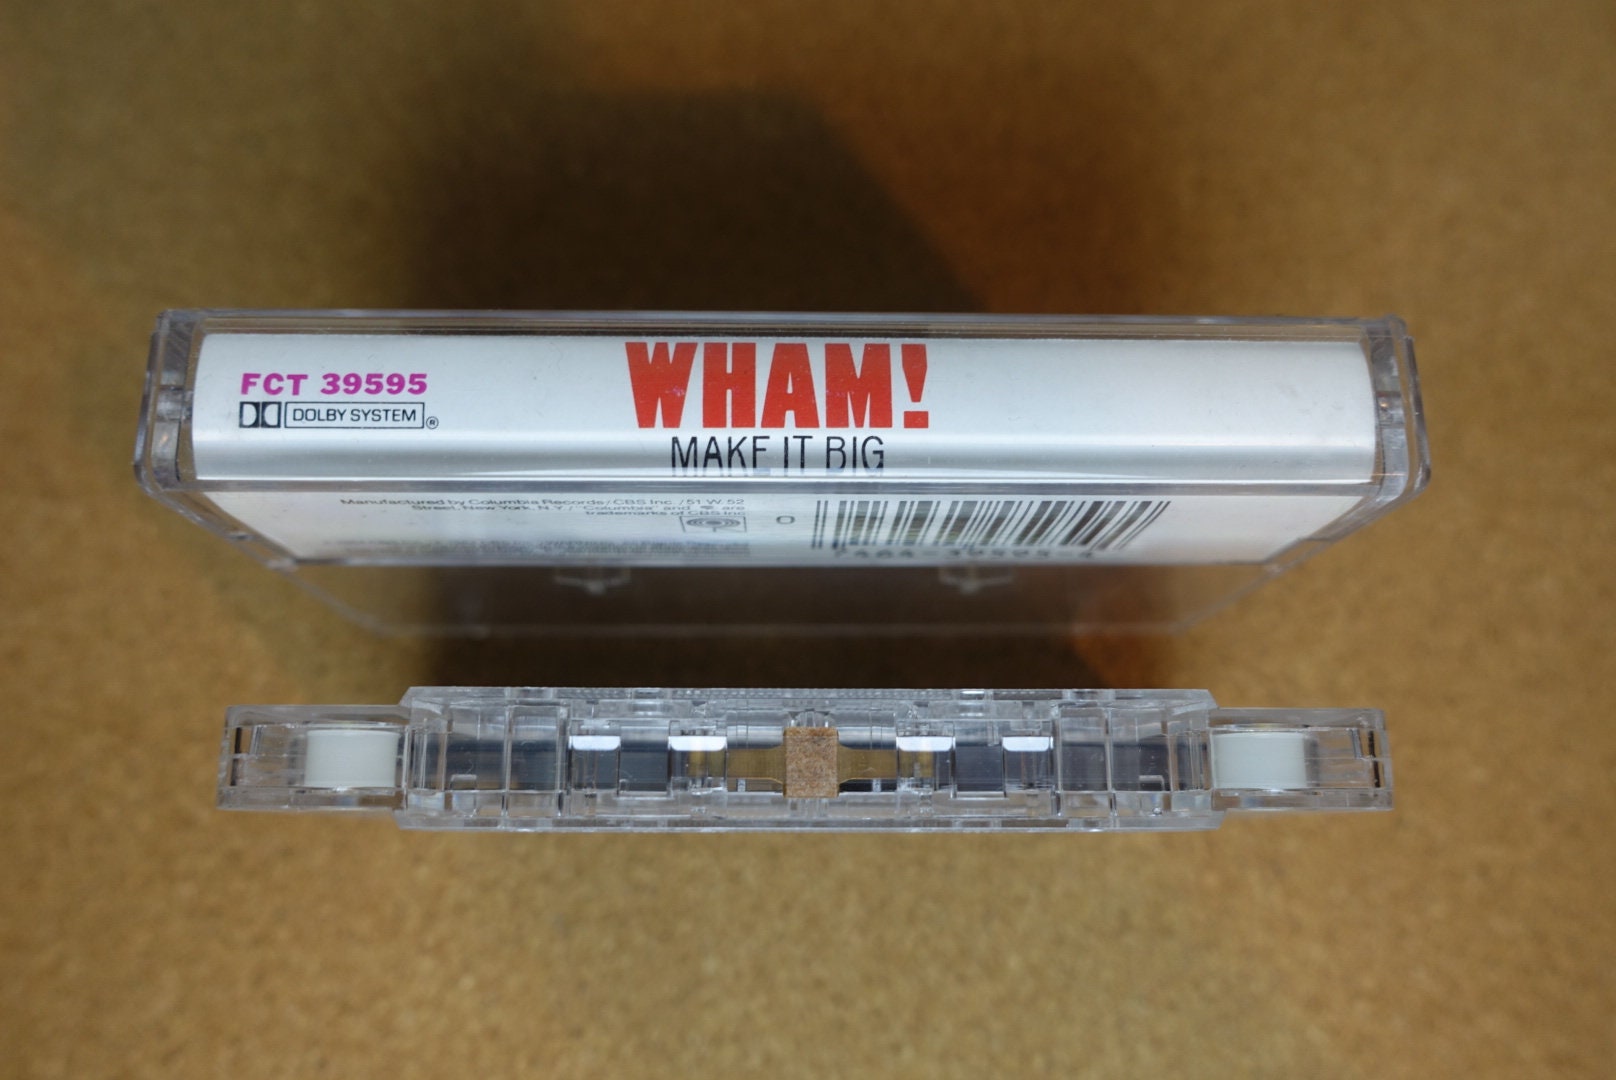 FCT 39595
DOLBY SYSTEM ®
WHAM!
MAKE IT BIG
Manufactured by Columbia Records/CBS Inc./51 W. 52
Street, New York, N.Y./"Columbia" and are
trademarks of CBS Inc
0